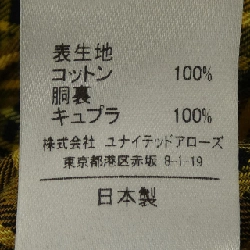 表生地
コットン 100%
胴裏
キュプラ 100%
株式会社 ユナイテッドアローズ
東京都港区赤坂 8-1-19
日本製